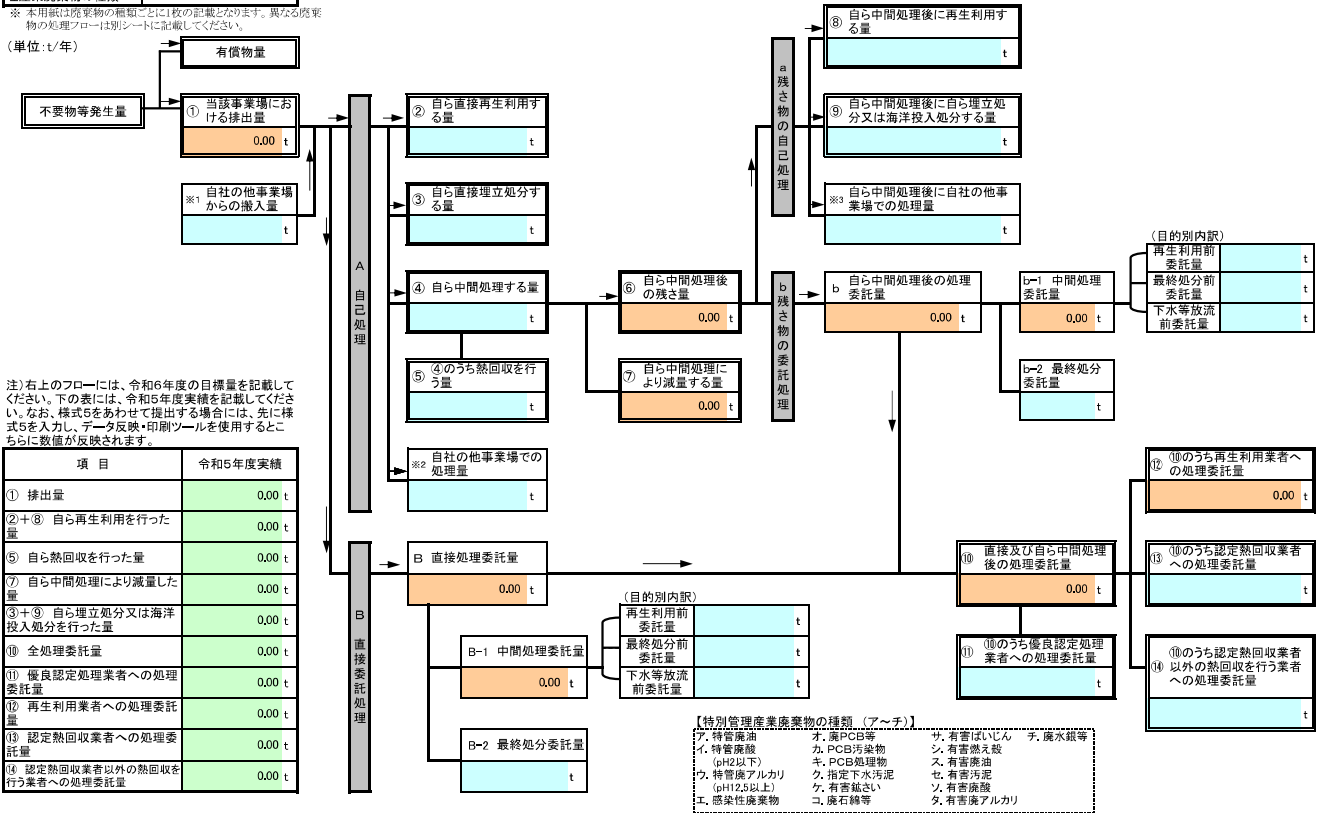 ※ 本用紙は廃棄物の種類ごとに1枚の記載となります。異なる廃棄
物の処理フローは別シートに記載してください。
(単位:t/年)
有償物量
不要物等発生量
① 当該事業場にお
ける排出量
0.00 t
※1 自社の他事業場
からの搬入量
t
A 自己処理
② 自ら直接再生利用す
る量
t
③ 自ら直接埋立処分す
る量
t
④ 自ら中間処理する量
t
⑤ ④のうち熱回収を行
う量
t
※2 自社の他事業場での
処理量
t
⑥ 自ら中間処理後
の残さ量
0.00 t
⑦ 自ら中間処理に
より減量する量
0.00 t
a 残さ物の自己処理
⑧ 自ら中間処理後に再生利用す
る量
t
⑨ 自ら中間処理後に自ら埋立処
分又は海洋投入処分する量
t
※3 自ら中間処理後に自社の他事
業場での処理量
t
b 残さ物の委託処理
b 自ら中間処理後の処理
委託量
0.00 t
b-1 中間処理
委託量
0.00 t
(目的別内訳)
再生利用前
委託量
t
最終処分前
委託量
t
下水等放流
前委託量
t
b-2 最終処分
委託量
t
注)右上のフローには、令和6年度の目標量を記載して
ください。下の表には、令和5年度実績を記載してくださ
い。なお、様式5をあわせて提出する場合には、先に様
式5を入力し、データ反映・印刷ツールを使用するとこ
ちらに数値が反映されます。
項 目 令和5年度実績
① 排出量 0.00 t
②+⑧ 自ら再生利用を行った
量 0.00 t
⑤ 自ら熱回収を行った量 0.00 t
⑦ 自ら中間処理により減量した
量 0.00 t
③+⑨ 自ら埋立処分又は海洋
投入処分を行った量 0.00 t
⑩ 全処理委託量 0.00 t
⑪ 優良認定処理業者への処理
委託量 0.00 t
⑫ 再生利用業者への処理委託
量 0.00 t
⑬ 認定熱回収業者への処理委
託量 0.00 t
⑭ 認定熱回収業者以外の熱回収を
行う業者への処理委託量 0.00 t
B 直接委託処理
B 直接処理委託量
0.00 t
B-1 中間処理委託量
0.00 t
(目的別内訳)
再生利用前
委託量
t
最終処分前
委託量
t
下水等放流
前委託量
t
B-2 最終処分委託量
t
⑩ 直接及び自ら中間処理
後の処理委託量
0.00 t
⑪ ⑩のうち優良認定処理
業者への処理委託量
t
⑫ ⑩のうち再生利用業者へ
の処理委託量
0.00 t
⑬ ⑩のうち認定熱回収業者
への処理委託量
t
⑭ ⑩のうち認定熱回収業者
以外の熱回収を行う業者
への処理委託量
t
【特別管理産業廃棄物の種類 (ア~チ)】
ア. 特管廃油 オ. 廃PCB等 サ. 有害ばいじん チ. 廃水銀等
イ. 特管廃酸 カ. PCB汚染物 シ. 有害燃え殻
(pH2以下) キ. PCB処理物 ス. 有害廃油
ウ. 特管廃アルカリ ク. 指定下水汚泥 セ. 有害汚泥
(pH12.5以上) ケ. 有害鉱さい ソ. 有害廃酸
エ. 感染性廃棄物 コ. 廃石綿等 タ. 有害廃アルカリ